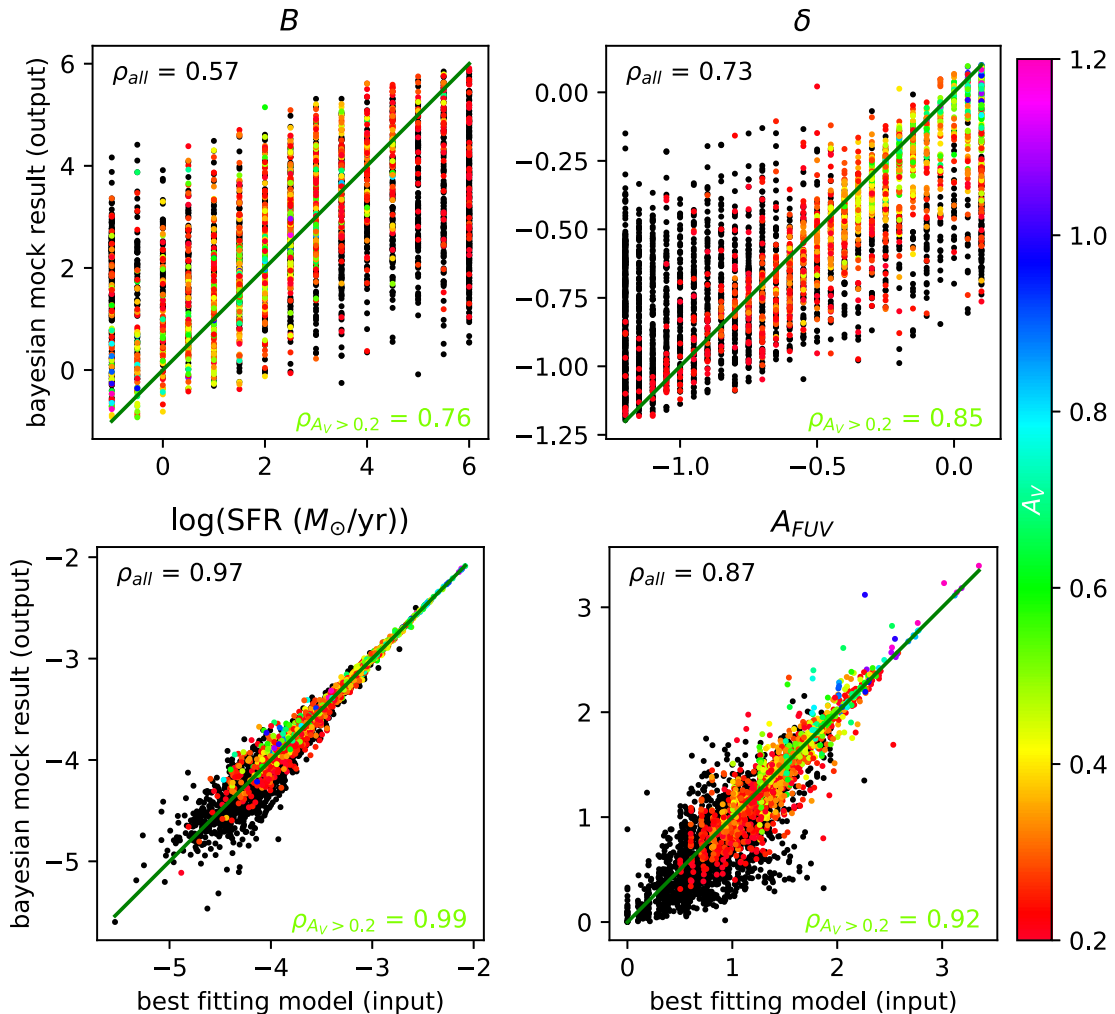 B
δ
ρall = 0.57
ρall = 0.73
6
4
2
0
bayesian mock result (output)
ρAV > 0.2 = 0.76
0 2 4 6
0.00
−0.25
−0.50
−0.75
−1.00
−1.25
ρAV > 0.2 = 0.85
−1.0 −0.5 0.0
log(SFR (M⊙/yr))
AFUV
ρall = 0.97
ρall = 0.87
−2
−3
−4
−5
bayesian mock result (output)
ρAV > 0.2 = 0.99
−5 −4 −3 −2
best fitting model (input)
3
2
1
0
ρAV > 0.2 = 0.92
0 1 2 3
best fitting model (input)
1.2
1.0
0.8
AV
0.6
0.4
0.2